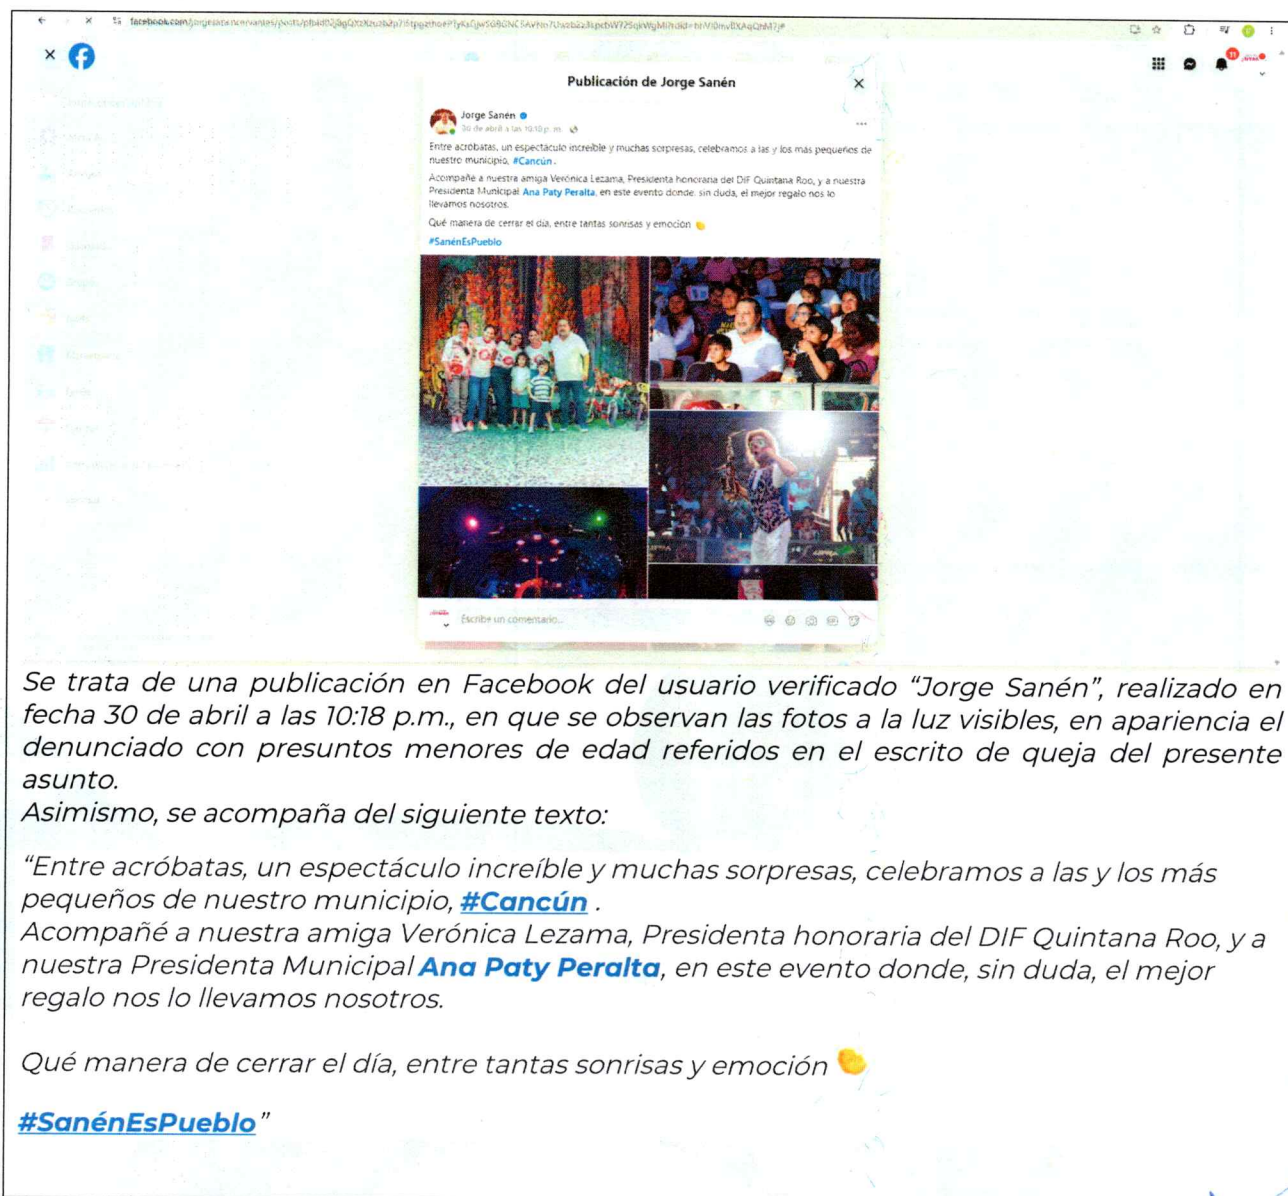 Publicación de Jorge Sanén
Jorge Sanén
30 de abril a las 10:18 p. m.
Entre acróbatas, un espectáculo increíble y muchas sorpresas, celebramos a las y los más pequeños de
nuestro municipio, #Cancún .
Acompañé a nuestra amiga Verónica Lezama, Presidenta honoraria del DIF Quintana Roo, y a nuestra
Presidenta Municipal Ana Paty Peralta, en este evento donde, sin duda, el mejor regalo nos lo
llevamos nosotros.
Qué manera de cerrar el día, entre tantas sonrisas y emoción
#SanénEsPueblo
Escribe un comentario...
Se trata de una publicación en Facebook del usuario verificado “Jorge Sanén”, realizado en
fecha 30 de abril a las 10:18 p.m., en que se observan las fotos a la luz visibles, en apariencia el
denunciado con presuntos menores de edad referidos en el escrito de queja del presente
asunto.
Asimismo, se acompaña del siguiente texto:
“Entre acróbatas, un espectáculo increíble y muchas sorpresas, celebramos a las y los más
pequeños de nuestro municipio, #Cancún .
Acompañé a nuestra amiga Verónica Lezama, Presidenta honoraria del DIF Quintana Roo, y a
nuestra Presidenta Municipal Ana Paty Peralta, en este evento donde, sin duda, el mejor
regalo nos lo llevamos nosotros.
Qué manera de cerrar el día, entre tantas sonrisas y emoción 👏
#SanénEsPueblo”